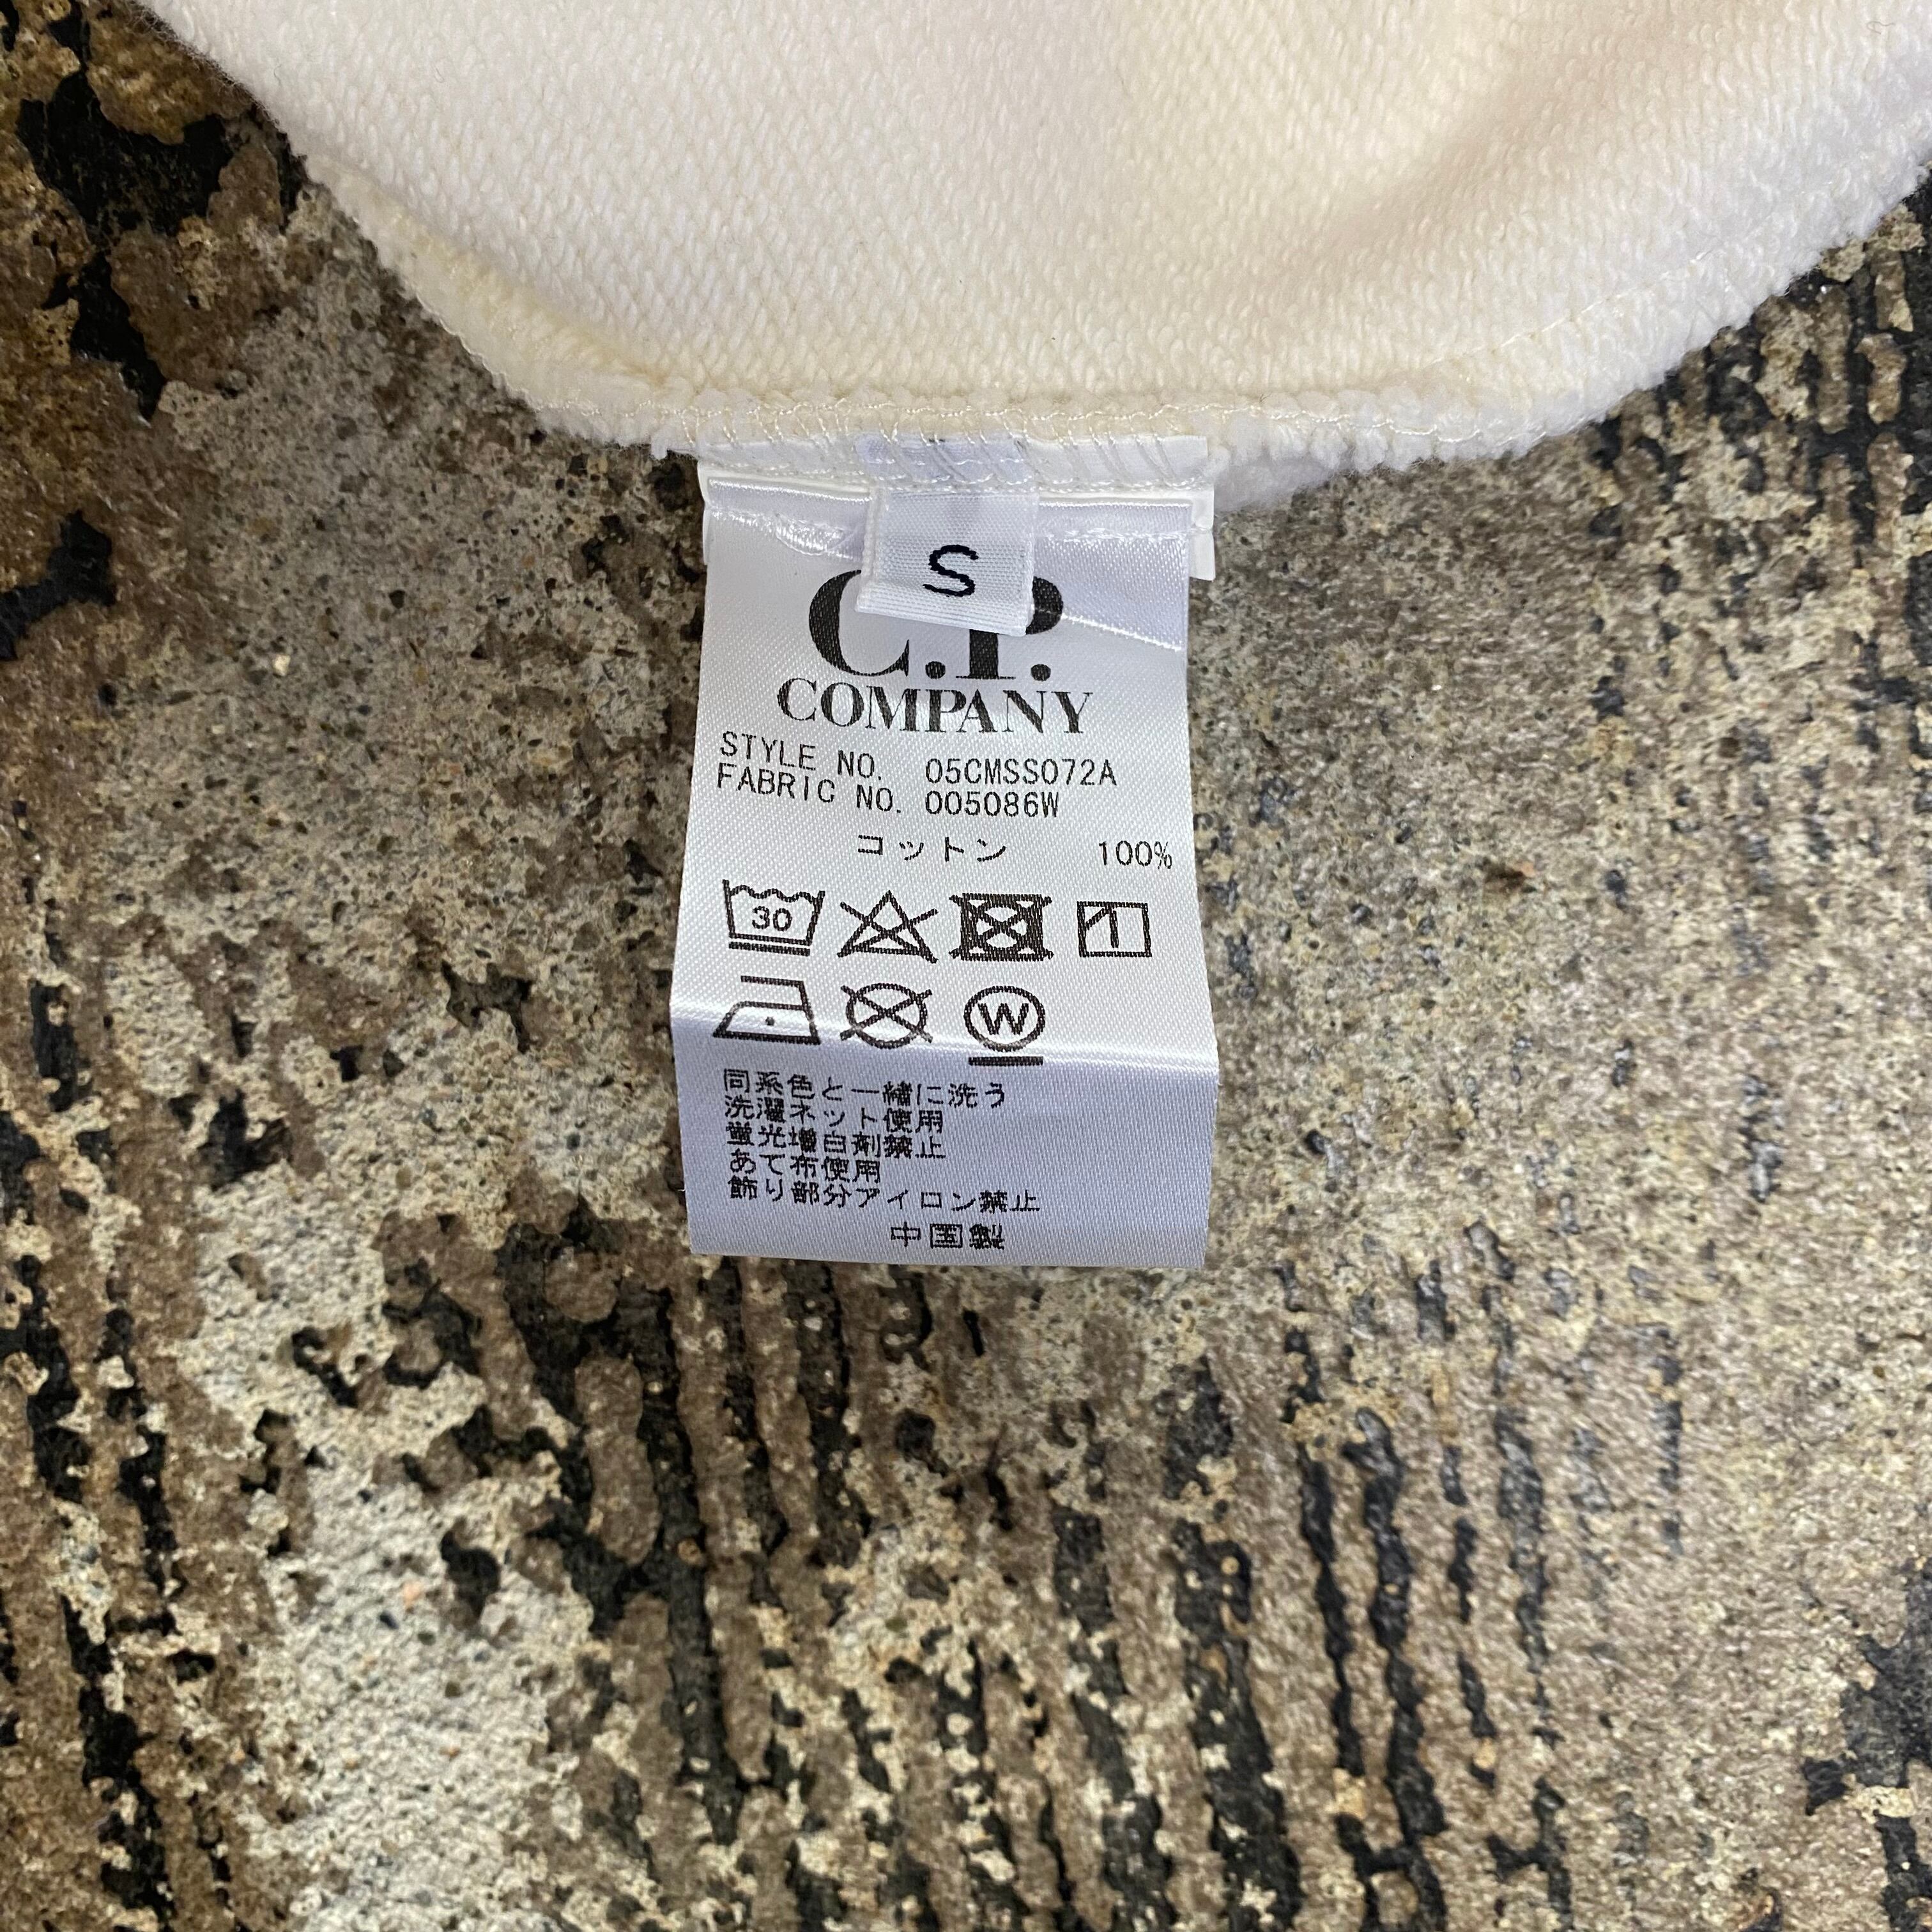 S
C.P.
COMPANY
STYLE NO. 05CMSS072A
FABRIC NO. 005086W
コットン 100%
30
W
同系色と一緒に洗う
洗濯ネット使用
蛍光増白剤禁止
あて布使用
飾り部分アイロン禁止
中国製